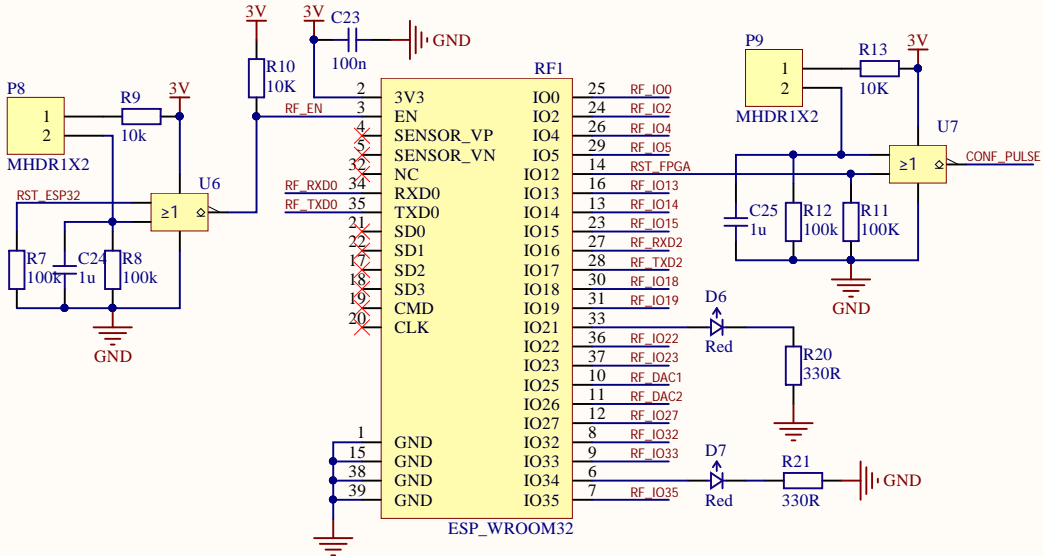 3V
3V
C23
GND
100n
P8
1
2
MHDR1X2
R9
10k
3V
R10
10K
RF_EN
RST_ESP32
U6
≥1
R7
100k
C24
1u
R8
100k
GND
RF_RXD0
RF_TXD0
RF1
2 3V3
3 EN
4 SENSOR_VP
5 SENSOR_VN
32 NC
34 RXD0
35 TXD0
21 SD0
22 SD1
17 SD2
18 SD3
19 CMD
20 CLK
1 GND
15 GND
38 GND
39 GND
IO0 25 RF_IO0
IO2 24 RF_IO2
IO4 26 RF_IO4
IO5 29 RF_IO5
IO12 14 RST_FPGA
IO13 16 RF_IO13
IO14 13 RF_IO14
IO15 23 RF_IO15
IO16 27 RF_RXD2
IO17 28 RF_TXD2
IO18 30 RF_IO18
IO19 31 RF_IO19
IO21 33
IO22 36 RF_IO22
IO23 37 RF_IO23
IO25 10 RF_DAC1
IO26 11 RF_DAC2
IO27 12 RF_IO27
IO32 8 RF_IO32
IO33 9 RF_IO33
IO34 6
IO35 7 RF_IO35
ESP_WROOM32
P9
1
2
MHDR1X2
R13
10K
3V
U7
≥1
CONF_PULSE
C25
1u
R12
100k
R11
100K
GND
D6
Red
R20
330R
D7
Red
R21
330R
GND